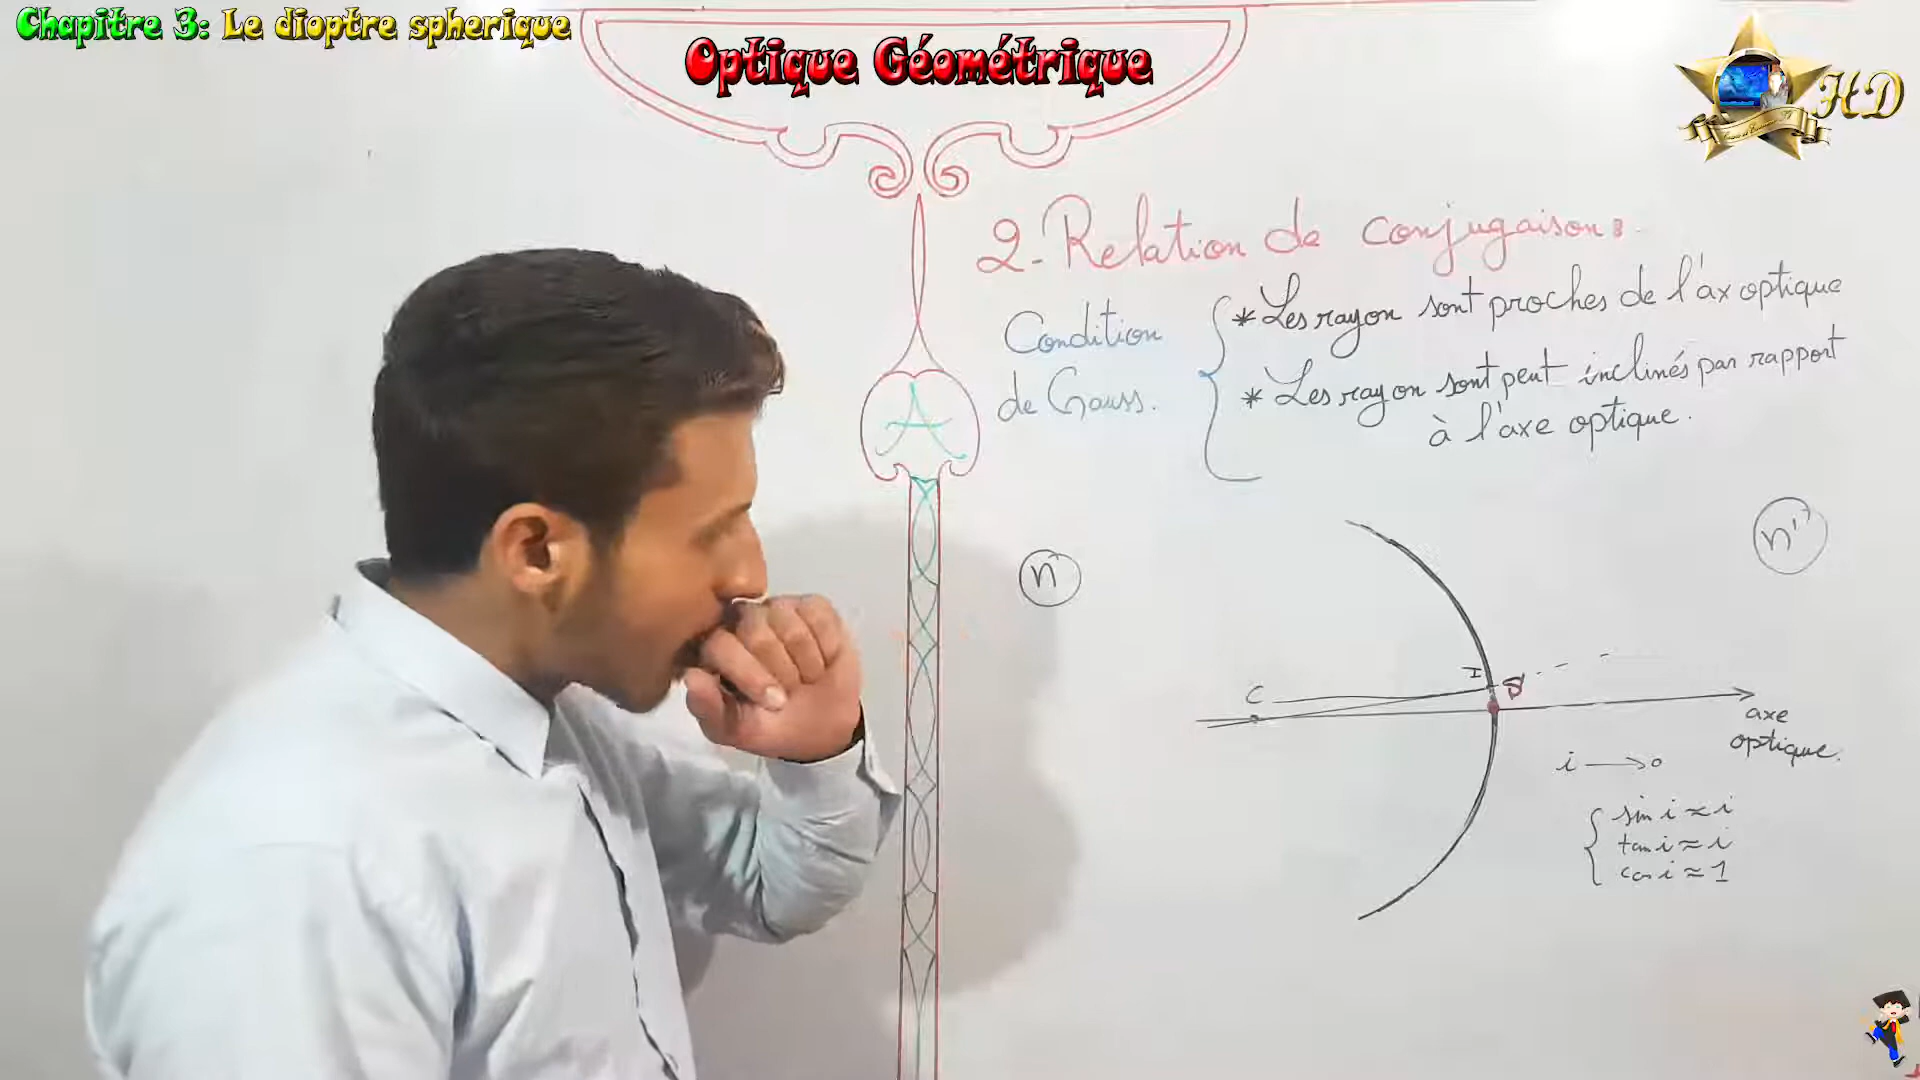 Chapitre 3: Le dioptre spherique
Optique Géométrique
HD
2-Relation de conjugaison:
Condition
de Gauss.
* Les rayon sont proches de l'ax optique
* Les rayon sont peut inclinés par rapport
à l'axe optique.
A
n
n'
I
S
C
axe
optique.
i → 0
sin i ≈ i
tan i ≈ i
cos i ≈ 1